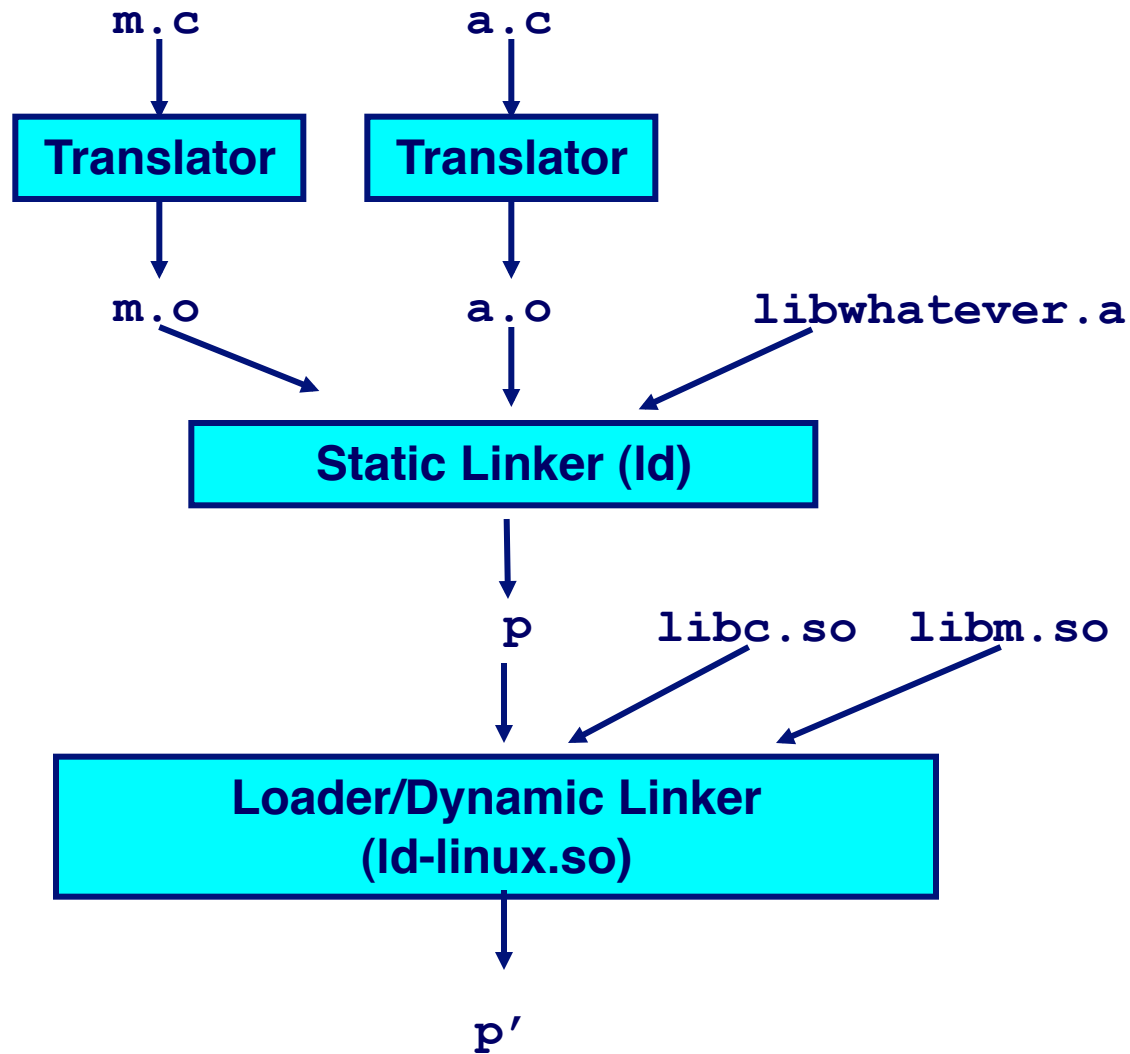 m.c a.c
Translator Translator
m.o a.o libwhatever.a
Static Linker (ld)
p libc.so libm.so
Loader/Dynamic Linker
(ld-linux.so)
p′